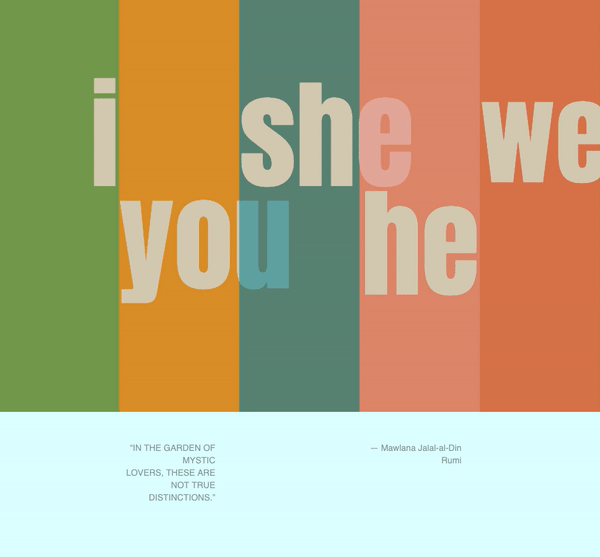 i she we
you he
"IN THE GARDEN OF
MYSTIC
LOVERS, THESE ARE
NOT TRUE
DISTINCTIONS."
— Mawlana Jalal-al-Din
Rumi